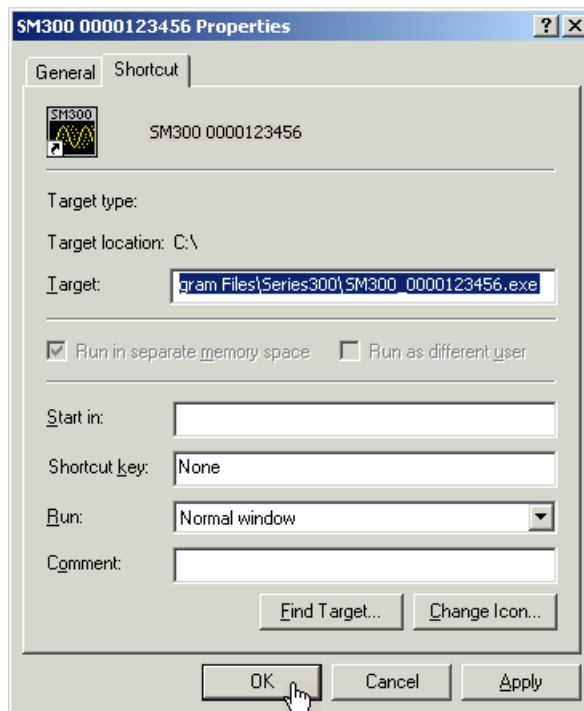 SM300 0000123456 Properties
General Shortcut
SM300
SM300 0000123456
Target type:
Target location: C:\
Target: gram Files\Series300\SM300_0000123456.exe
Run in separate memory space Run as different user
Start in:
Shortcut key: None
Run: Normal window
Comment:
Find Target... Change Icon...
OK Cancel Apply